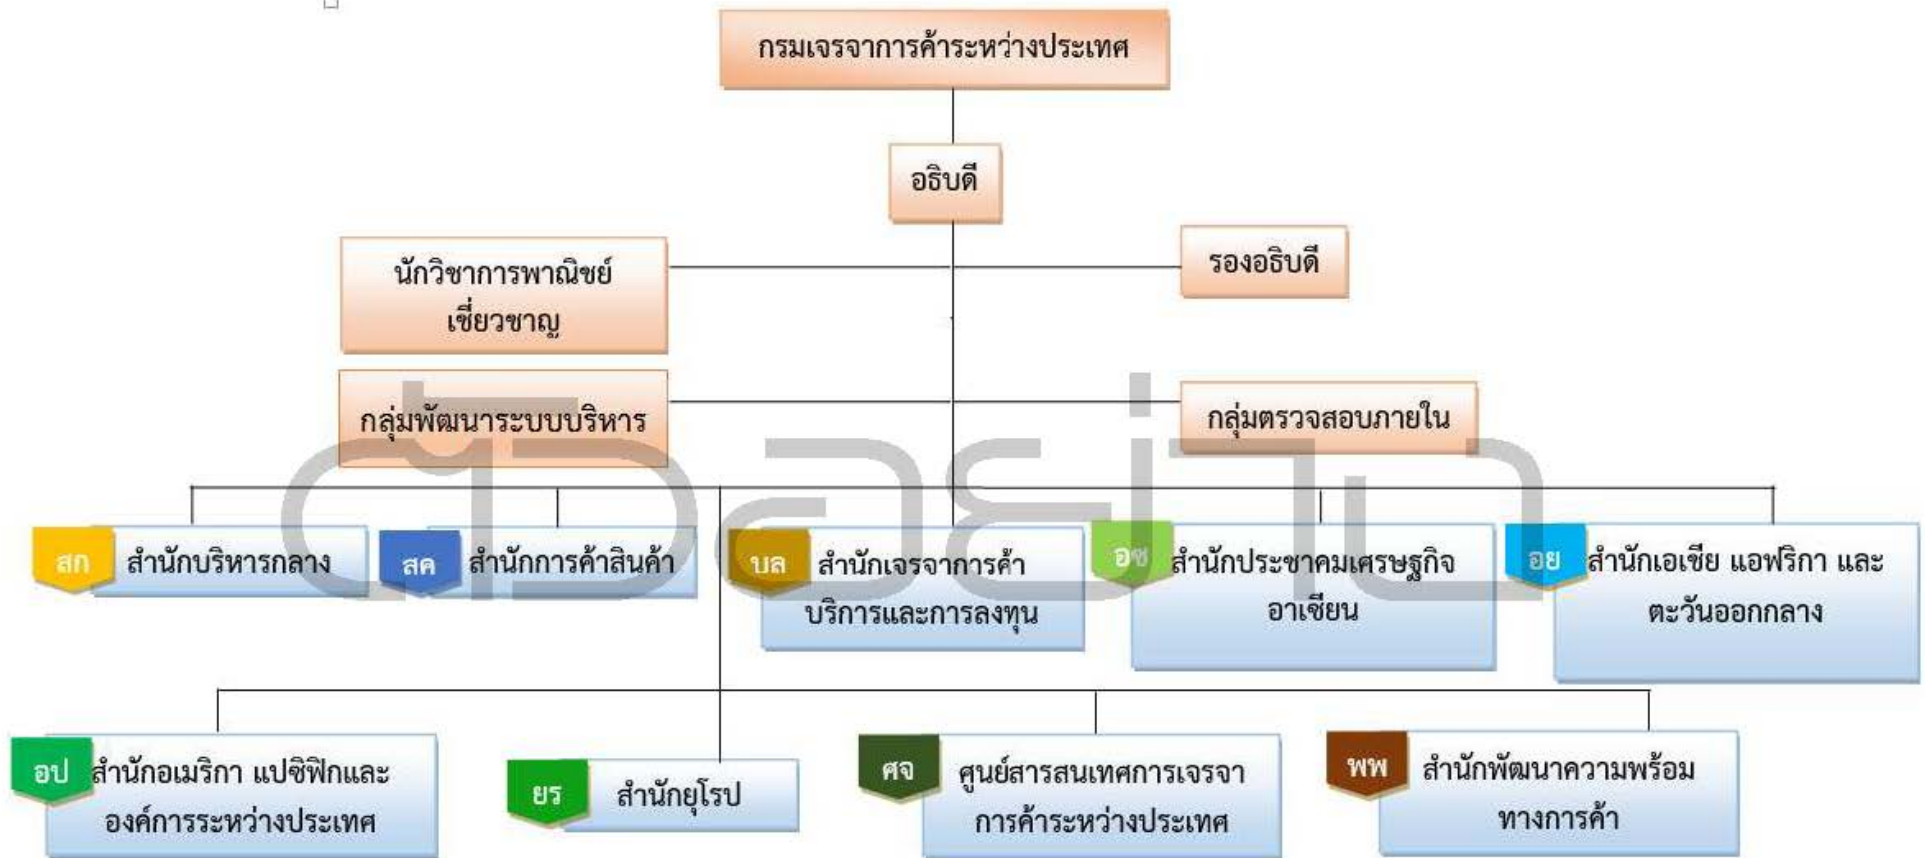 กรมเจรจาการค้าระหว่างประเทศ
อธิบดี
นักวิชาการพาณิชย์
เชี่ยวชาญ
รองอธิบดี
กลุ่มพัฒนาระบบบริหาร
กลุ่มตรวจสอบภายใน
ตัวอย่าง
สก สำนักบริหารกลาง
สค สำนักการค้าสินค้า
บล สำนักเจรจาการค้า
บริการและการลงทุน
อซ สำนักประชาคมเศรษฐกิจ
อาเซียน
อย สำนักเอเชีย แอฟริกา และ
ตะวันออกกลาง
อป สำนักอเมริกา แปซิฟิกและ
องค์การระหว่างประเทศ
ยร สำนักยุโรป
ศจ ศูนย์สารสนเทศการเจรจา
การค้าระหว่างประเทศ
พพ สำนักพัฒนาความพร้อม
ทางการค้า